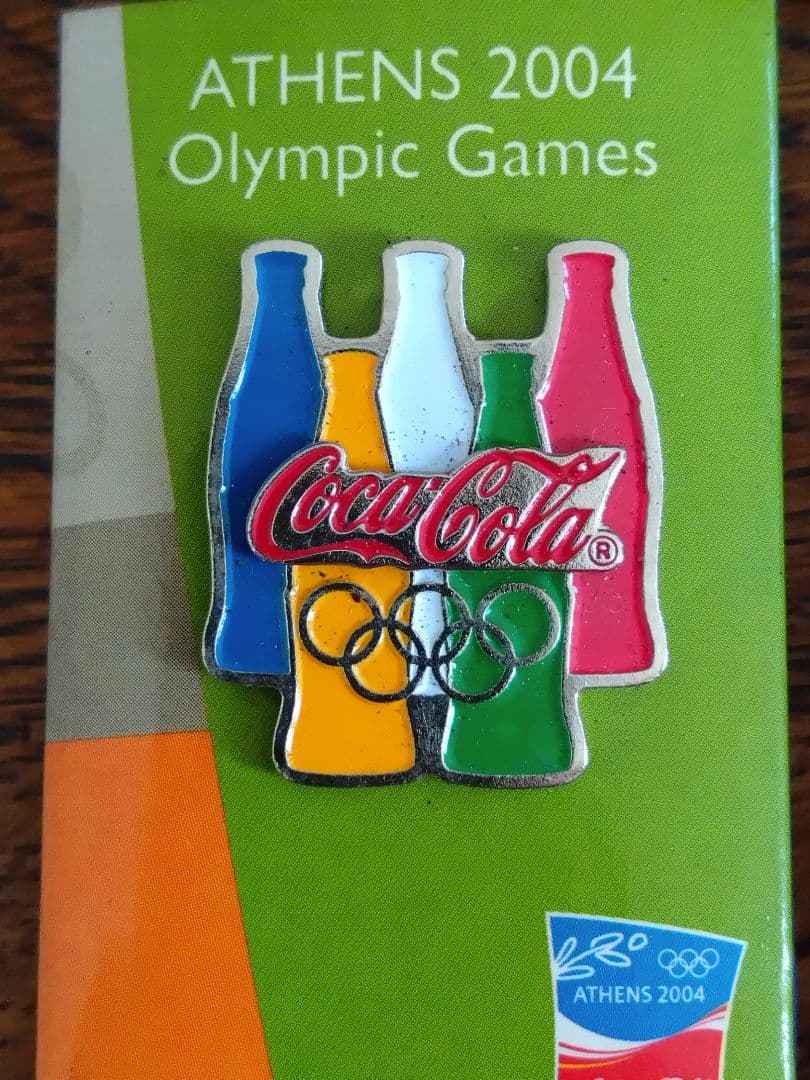 ATHENS 2004
Olympic Games
Coca-Cola®
ATHENS 2004